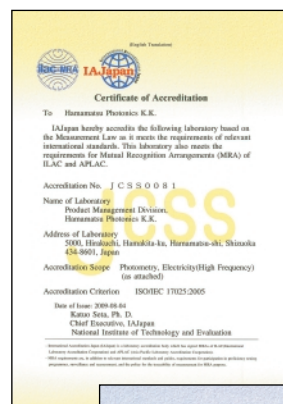 (English Translation)
ilac-MRA
IAJapan
Certificate of Accreditation
To Hamamatsu Photonics K.K.
IAJapan hereby accredits the following laboratory based on
the Measurement Law as it meets the requirements of relevant
international standards. This laboratory also meets the
requirements for Mutual Recognition Arrangements (MRA) of
ILAC and APLAC.
Accreditation No. JCSS0081
JCSS
Name of Laboratory
Product Management Division,
Hamamatsu Photonics K.K.
Address of Laboratory
5000, Hirakuchi, Hamakita-ku, Hamamatsu-shi, Shizuoka
434-8601, Japan
Accreditation Scope Photometry, Electricity(High Frequency)
(as attached)
Accreditation Criterion ISO/IEC 17025:2005
Date of Issue: 2009-08-04
Katuo Seta, Ph. D.
Chief Executive, IAJapan
National Institute of Technology and Evaluation